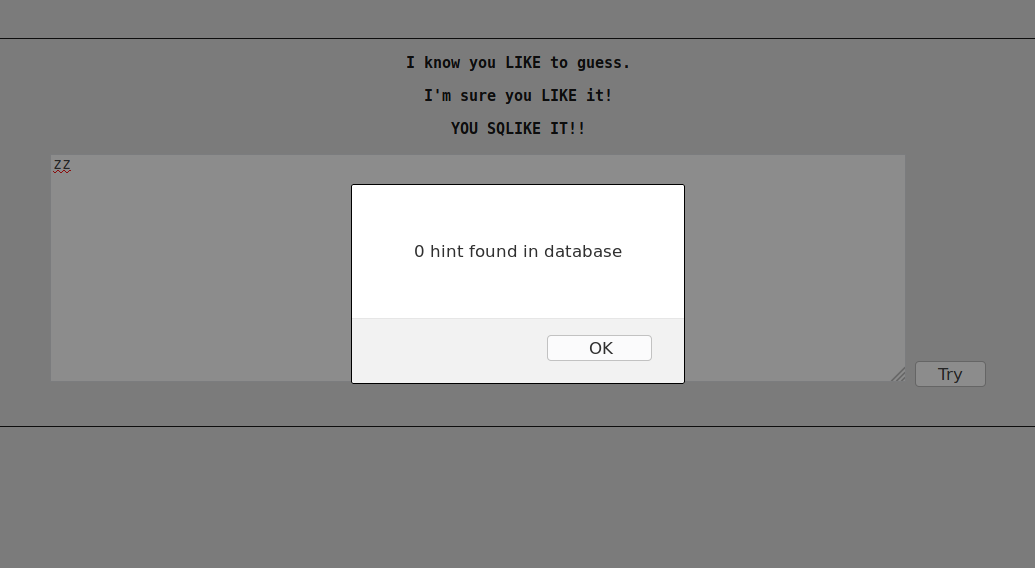 I know you LIKE to guess.
I'm sure you LIKE it!
YOU SQLIKE IT!!
zz
0 hint found in database
OK
Try